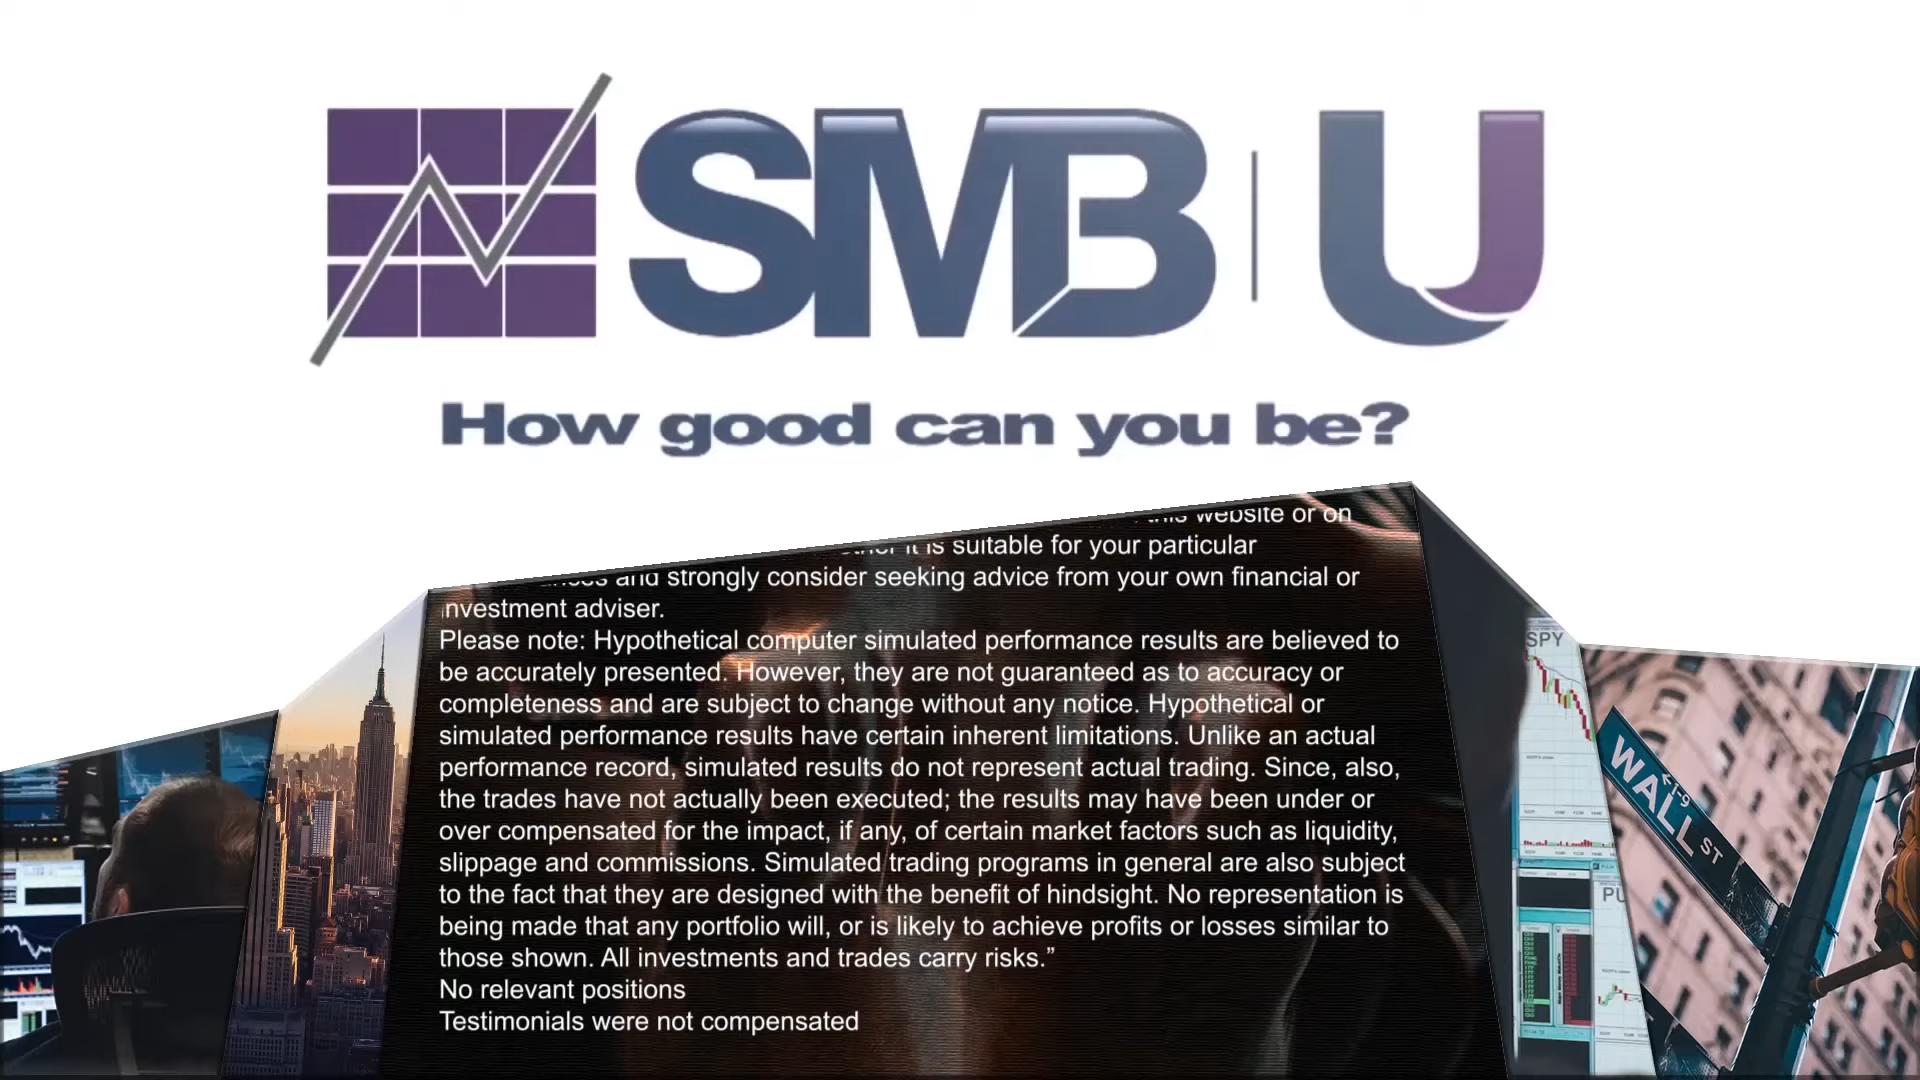 SMB | U
How good can you be?
this website or on
it is suitable for your particular
and strongly consider seeking advice from your own financial or
investment adviser.
Please note: Hypothetical computer simulated performance results are believed to
be accurately presented. However, they are not guaranteed as to accuracy or
completeness and are subject to change without any notice. Hypothetical or
simulated performance results have certain inherent limitations. Unlike an actual
performance record, simulated results do not represent actual trading. Since, also,
the trades have not actually been executed; the results may have been under or
over compensated for the impact, if any, of certain market factors such as liquidity,
slippage and commissions. Simulated trading programs in general are also subject
to the fact that they are designed with the benefit of hindsight. No representation is
being made that any portfolio will, or is likely to achieve profits or losses similar to
those shown. All investments and trades carry risks.”
No relevant positions
Testimonials were not compensated
SPY
PU
WALL ST